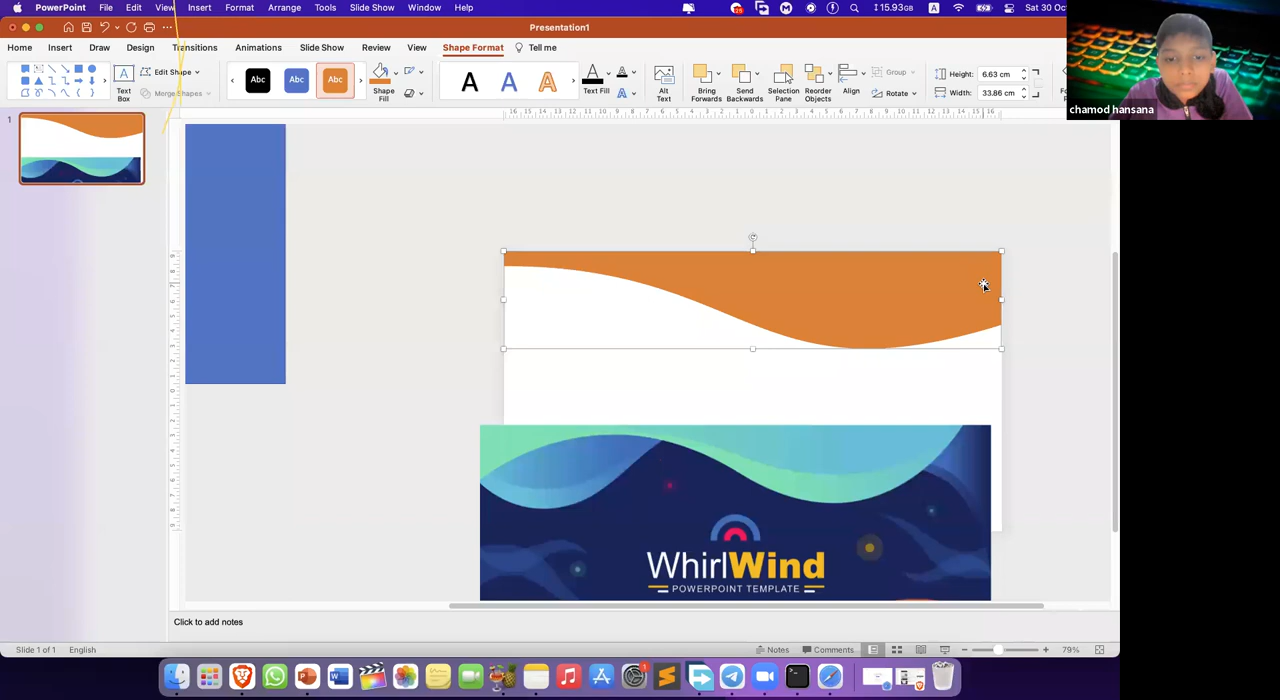 PowerPoint File Edit View Insert Format Arrange Tools Slide Show Window Help 15.93GB A Sat 30 Oc
Presentation1
Home Insert Draw Design Transitions Animations Slide Show Review View Shape Format Tell me
Text Box
Edit Shape
Merge Shapes
Abc Abc Abc
Shape Fill
A A A
Text Fill
Alt Text
Bring Forwards
Send Backwards
Selection Pane
Reorder Objects
Align
Group
Rotate
Height: 6.63 cm
Width: 33.86 cm
chamod hansana
1
WhirlWind
POWERPOINT TEMPLATE
Click to add notes
Slide 1 of 1 English Notes Comments 79%